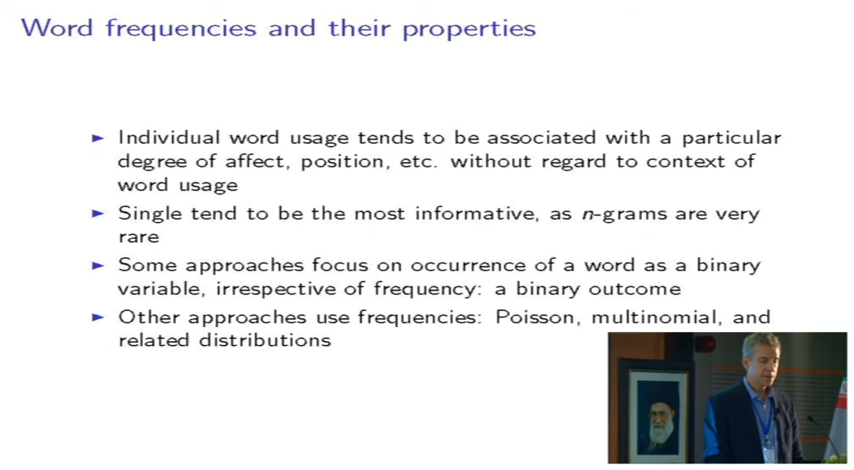 Word frequencies and their properties
► Individual word usage tends to be associated with a particular
degree of affect, position, etc. without regard to context of
word usage
► Single tend to be the most informative, as n-grams are very
rare
► Some approaches focus on occurrence of a word as a binary
variable, irrespective of frequency: a binary outcome
► Other approaches use frequencies: Poisson, multinomial, and
related distributions